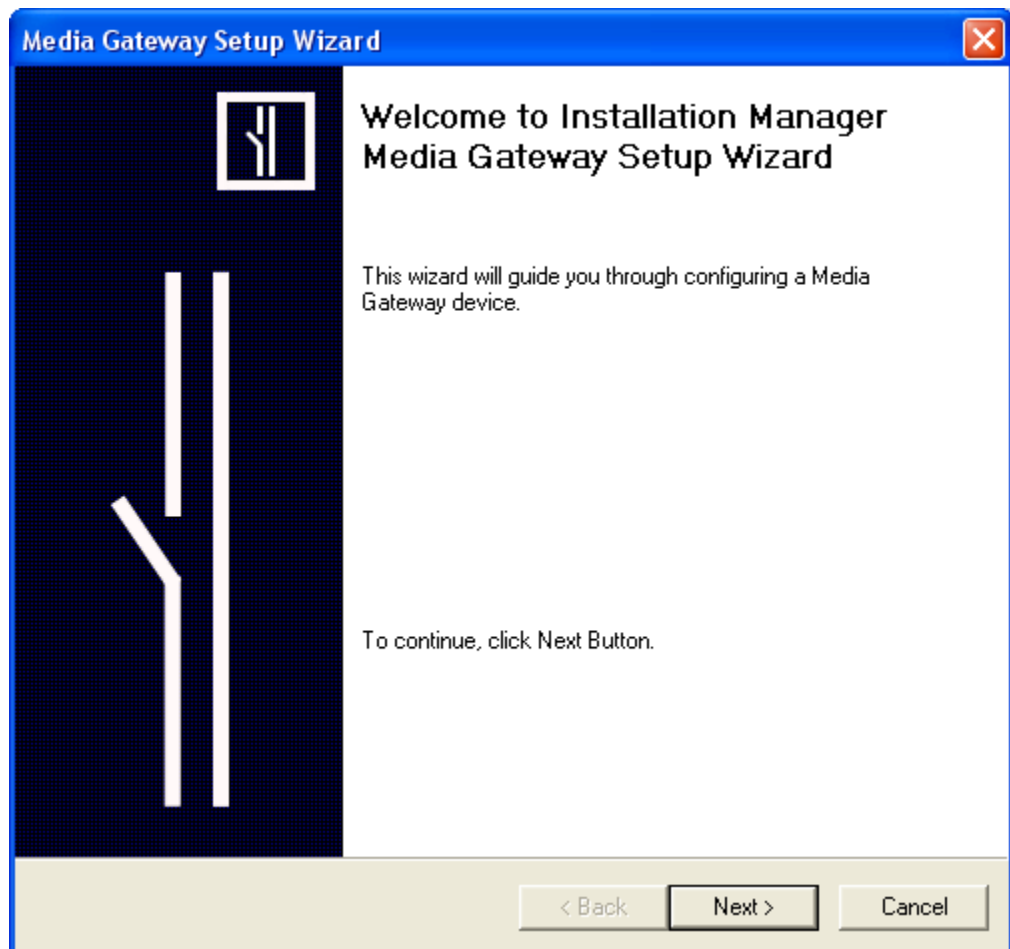 Media Gateway Setup Wizard
Welcome to Installation Manager
Media Gateway Setup Wizard
This wizard will guide you through configuring a Media
Gateway device.
To continue, click Next Button.
< Back
Next >
Cancel